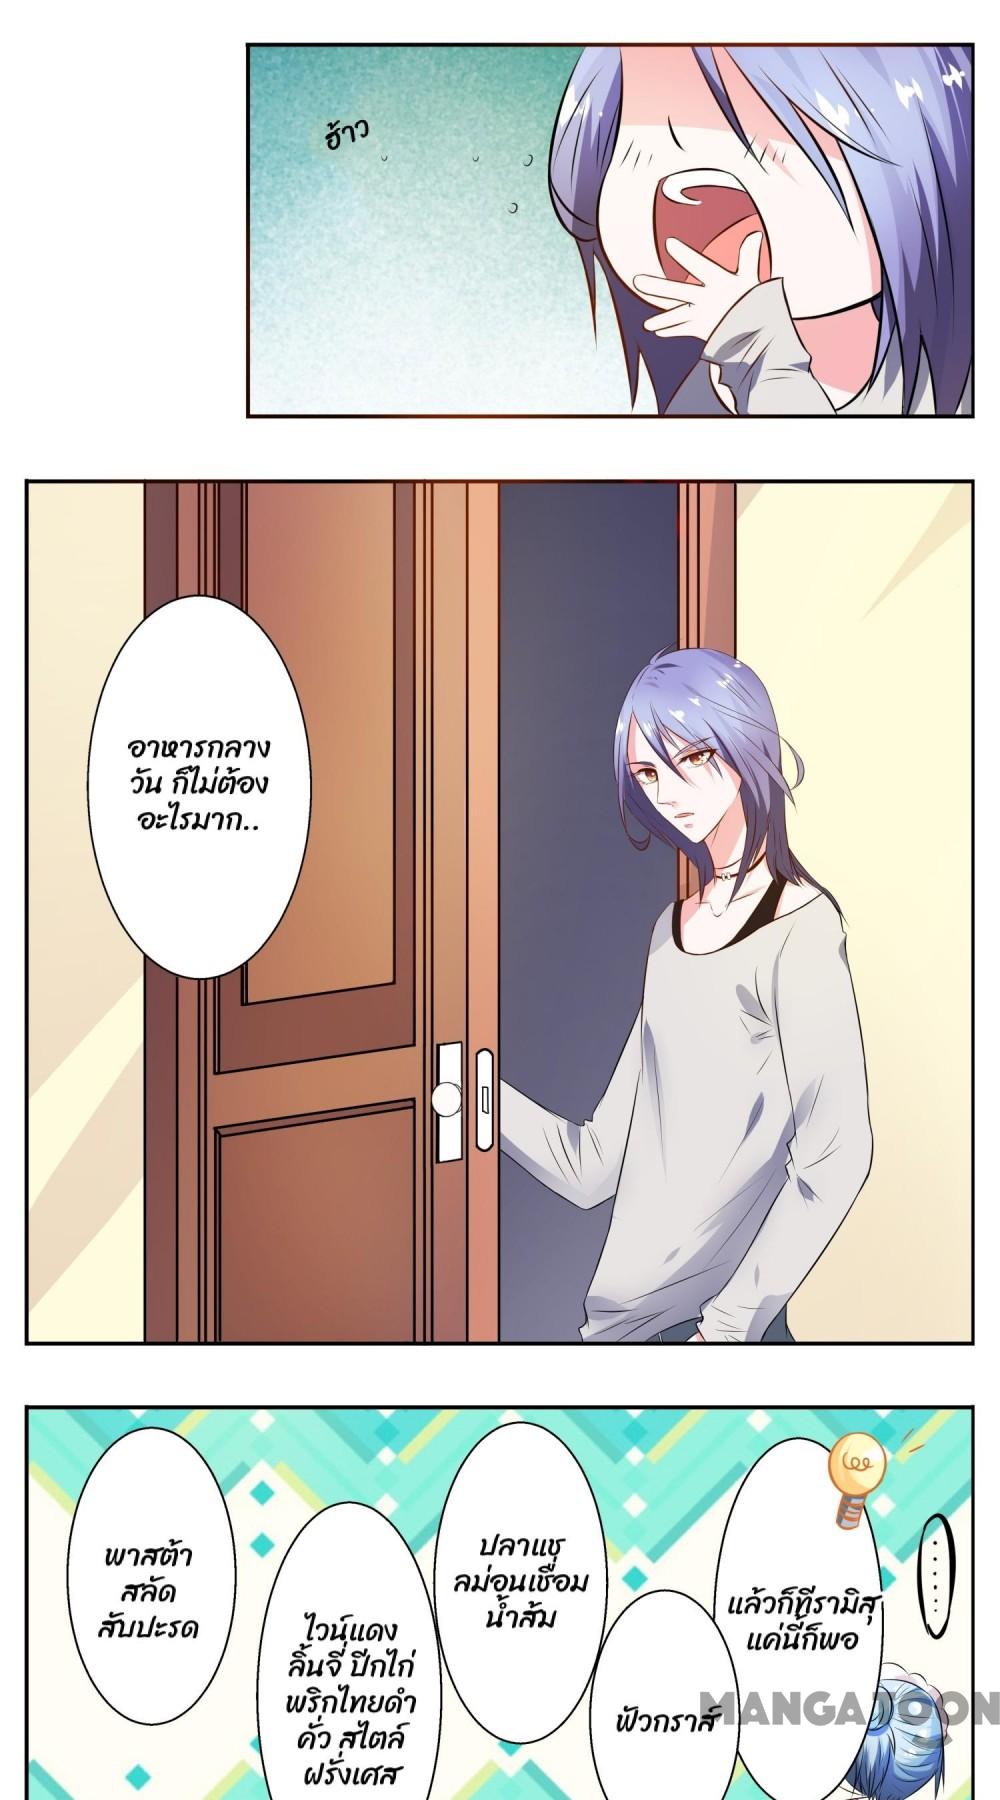 ฮ้าว
อาหารกลาง
วัน ก็ไม่ต้อง
อะไรมาก..
พาสต้า
สลัด
สับปะรด
ไวน์แดง
ลิ้นจี่ ปีกไก่
พริกไทยดำ
คั่ว สไตล์
ฝรั่งเศส
ปลาแซ
ลม่อนเชื่อม
น้ำส้ม
ฟัวกราส์
แล้วก็ทีรามิสุ
แค่นี้ก็พอ
......
MANGATOON